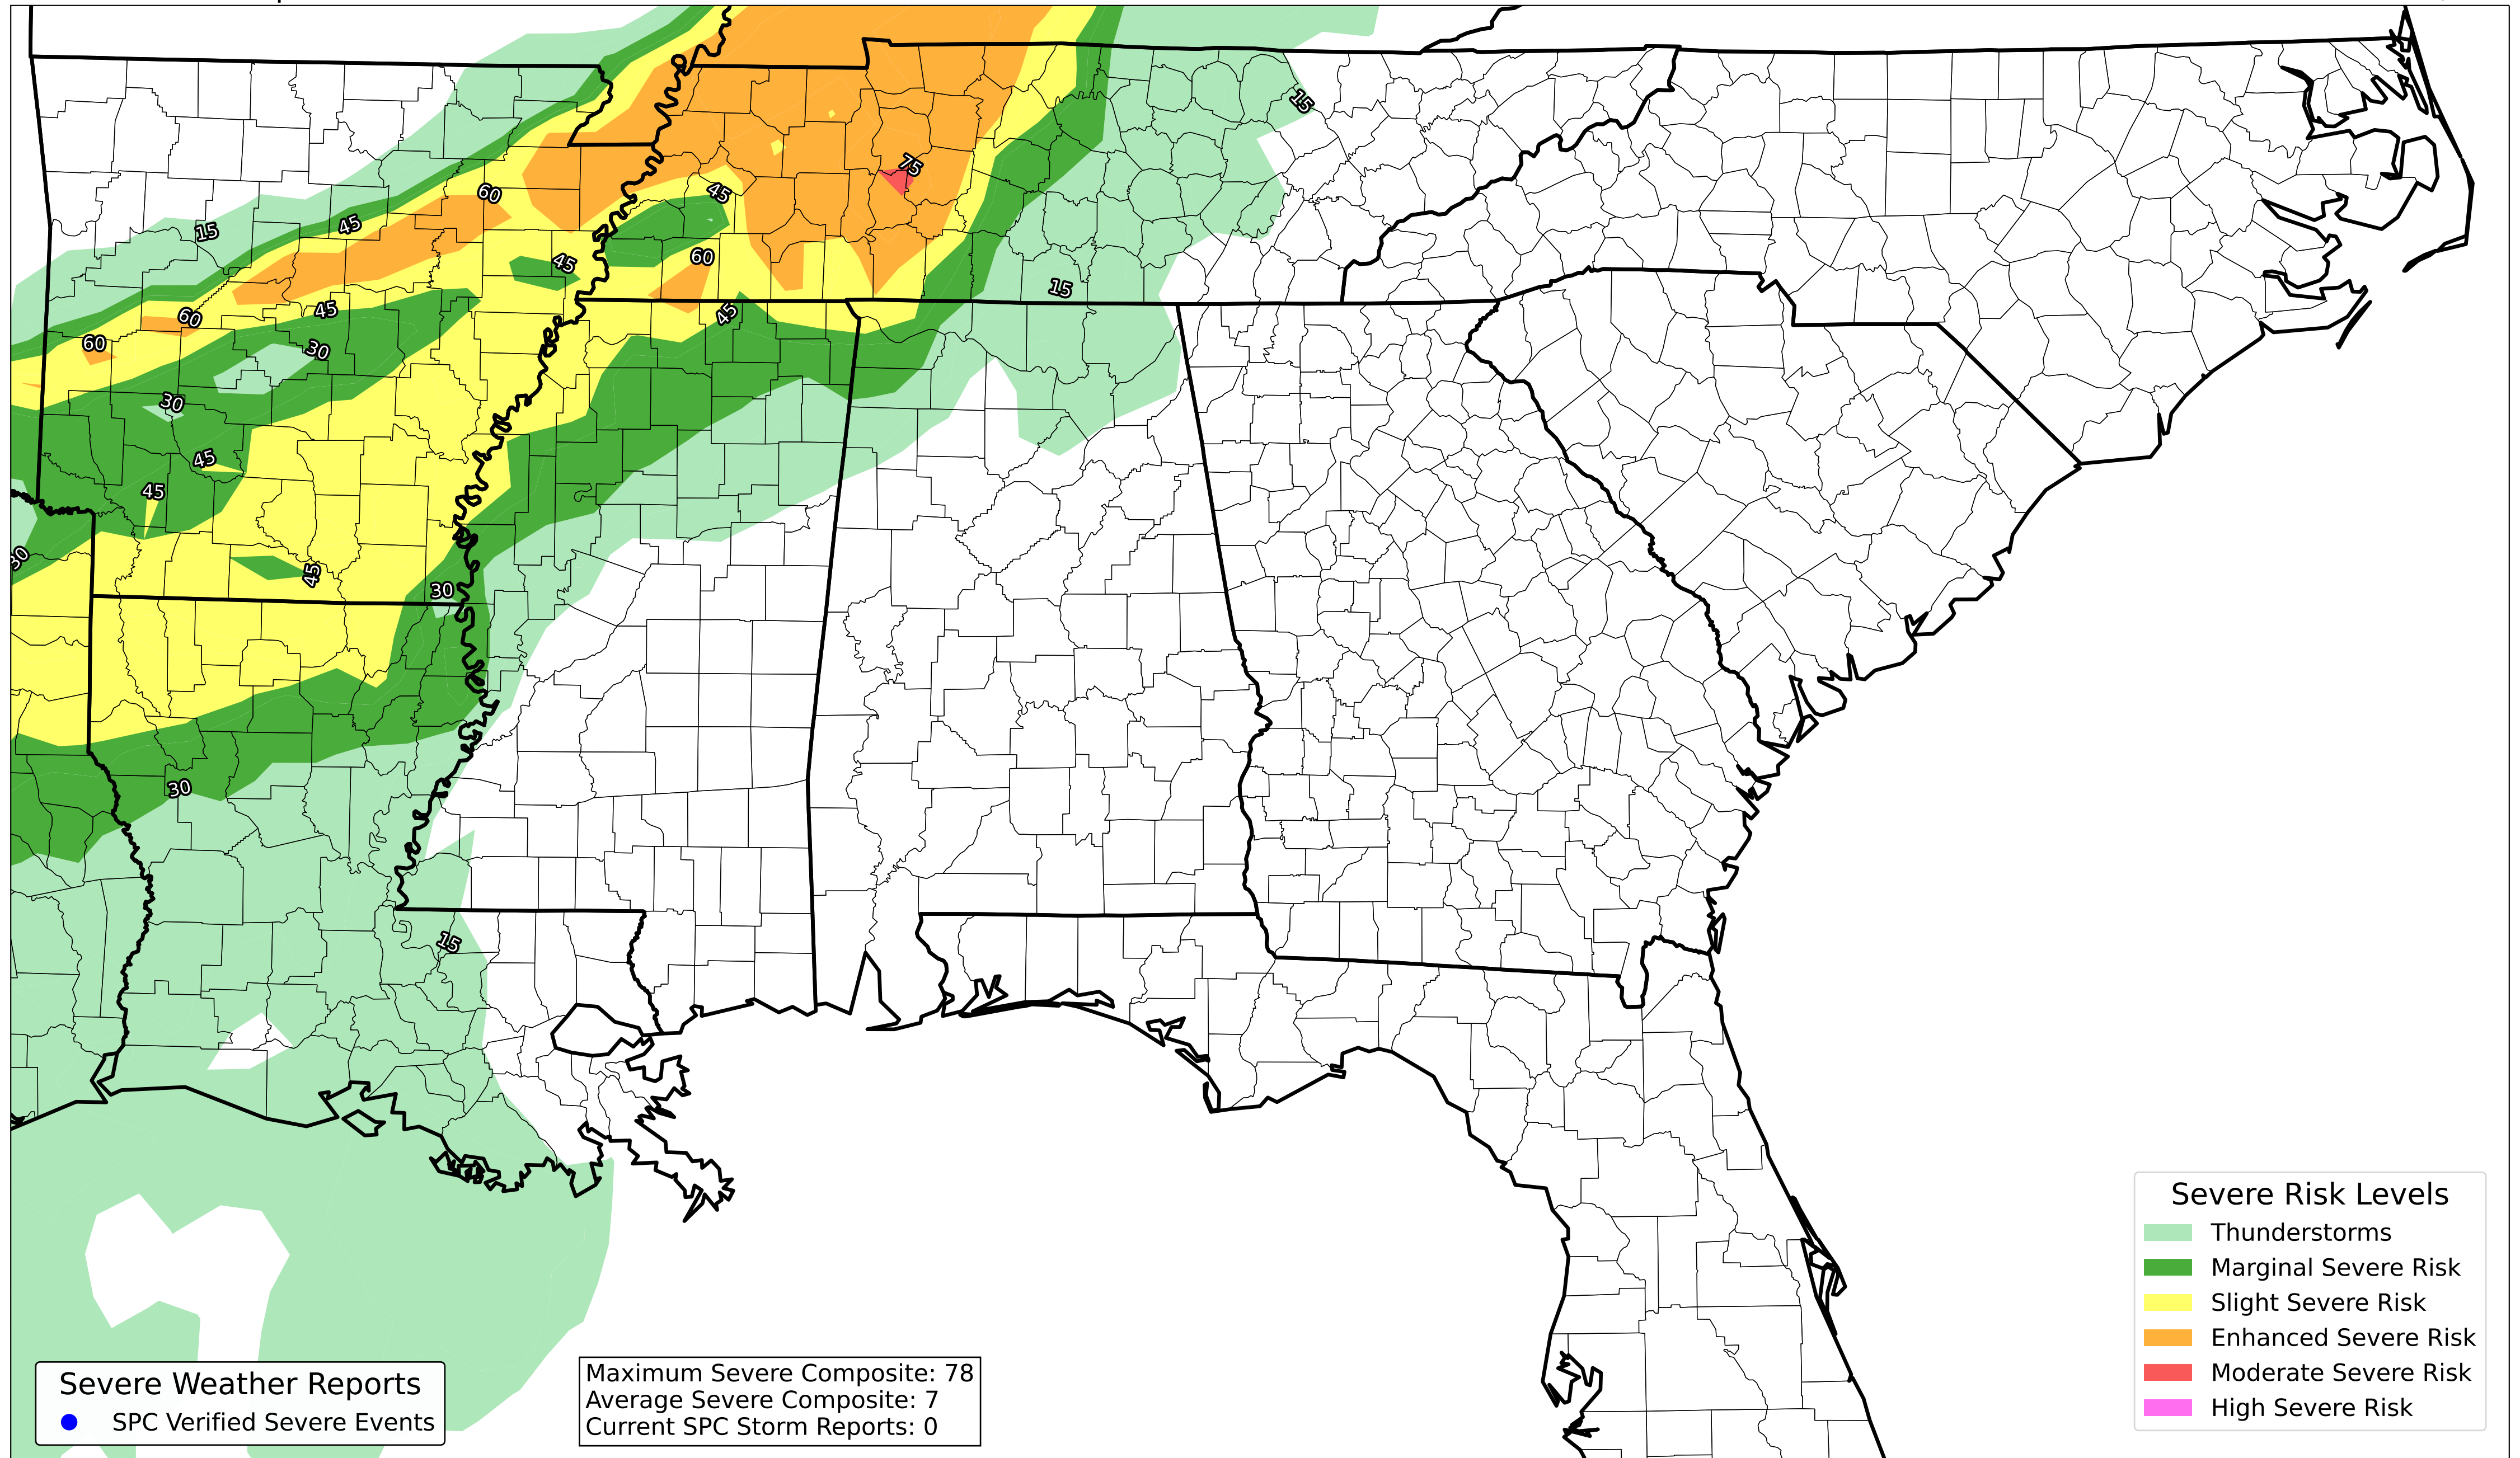 15
75
60
45
45
15
45
60
15
60
45
45
60
30
30
45
45
30
45
30
30
15
Severe Risk Levels
Thunderstorms
Marginal Severe Risk
Slight Severe Risk
Enhanced Severe Risk
Moderate Severe Risk
High Severe Risk
Severe Weather Reports
SPC Verified Severe Events
Maximum Severe Composite: 78
Average Severe Composite: 7
Current SPC Storm Reports: 0